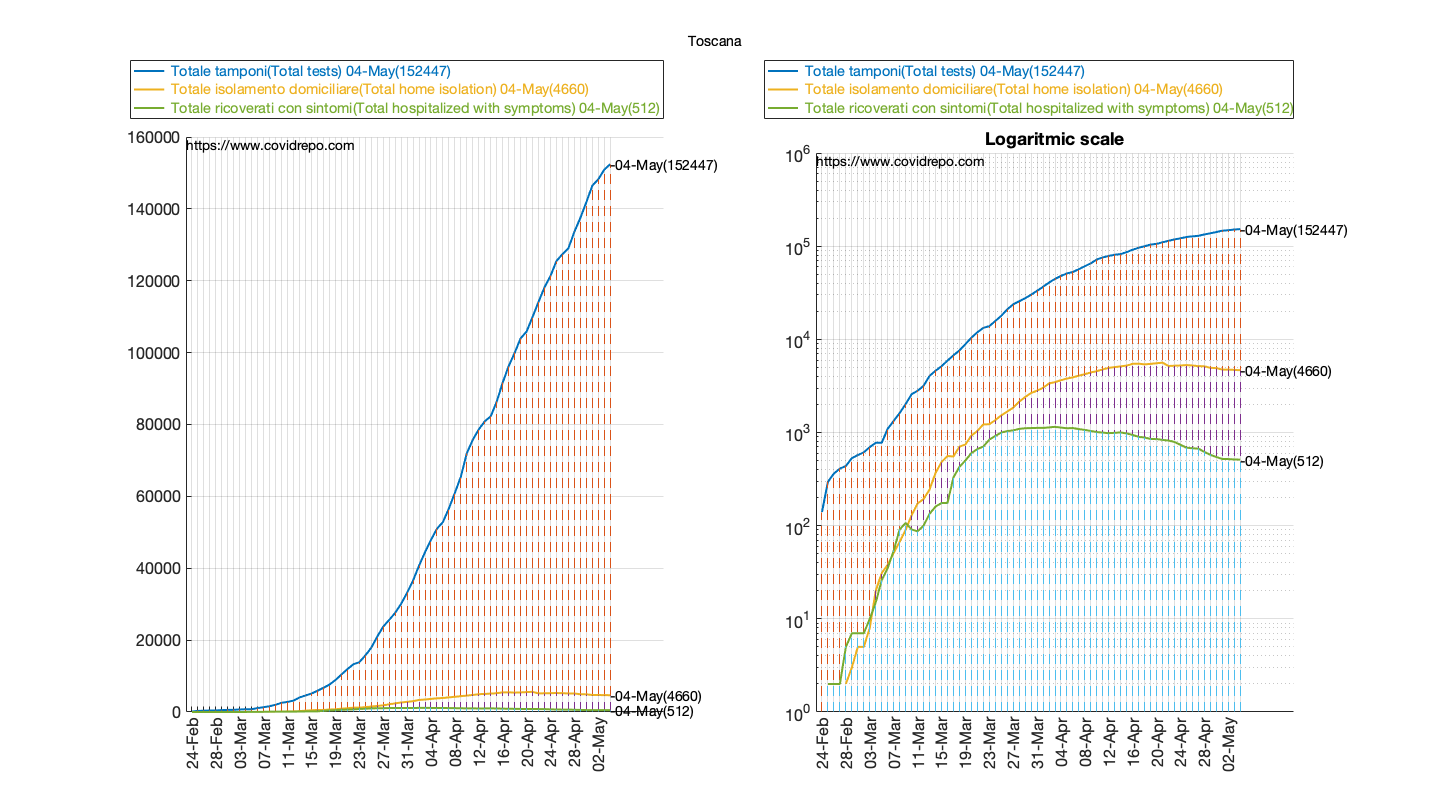 Toscana
Totale tamponi(Total tests) 04-May(152447)
Totale isolamento domiciliare(Total home isolation) 04-May(4660)
Totale ricoverati con sintomi(Total hospitalized with symptoms) 04-May(512)
160000
140000
120000
100000
80000
60000
40000
20000
0
https://www.covidrepo.com
04-May(152447)
04-May(4660)
04-May(512)
24-Feb
28-Feb
03-Mar
07-Mar
11-Mar
15-Mar
19-Mar
23-Mar
27-Mar
31-Mar
04-Apr
08-Apr
12-Apr
16-Apr
20-Apr
24-Apr
28-Apr
02-May
Totale tamponi(Total tests) 04-May(152447)
Totale isolamento domiciliare(Total home isolation) 04-May(4660)
Totale ricoverati con sintomi(Total hospitalized with symptoms) 04-May(512)
Logaritmic scale
10^6
10^5
10^4
10^3
10^2
10^1
10^0
https://www.covidrepo.com
04-May(152447)
04-May(4660)
04-May(512)
24-Feb
28-Feb
03-Mar
07-Mar
11-Mar
15-Mar
19-Mar
23-Mar
27-Mar
31-Mar
04-Apr
08-Apr
12-Apr
16-Apr
20-Apr
24-Apr
28-Apr
02-May